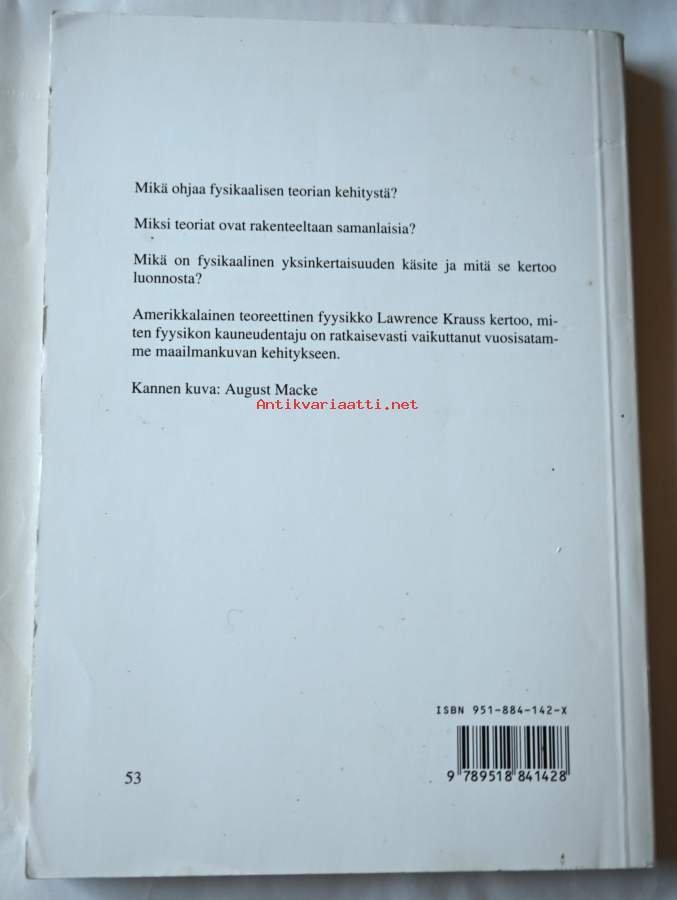 Mikä ohjaa fysikaalisen teorian kehitystä?
Miksi teoriat ovat rakenteeltaan samanlaisia?
Mikä on fysikaalinen yksinkertaisuuden käsite ja mitä se kertoo
luonnosta?
Amerikkalainen teoreettinen fyysikko Lawrence Krauss kertoo, mi-
ten fyysikon kauneudentaju on ratkaisevasti vaikuttanut vuosisatam-
me maailmankuvan kehitykseen.
Kannen kuva: August Macke
Antikvariaatti.net
ISBN 951-884-142-X
9 789518 841428
53